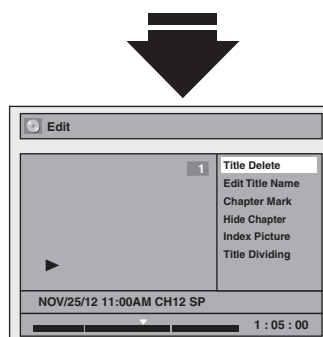 Edit
1
Title Delete
Edit Title Name
Chapter Mark
Hide Chapter
Index Picture
Title Dividing
NOV/25/12 11:00AM CH12 SP
1 : 05 : 00